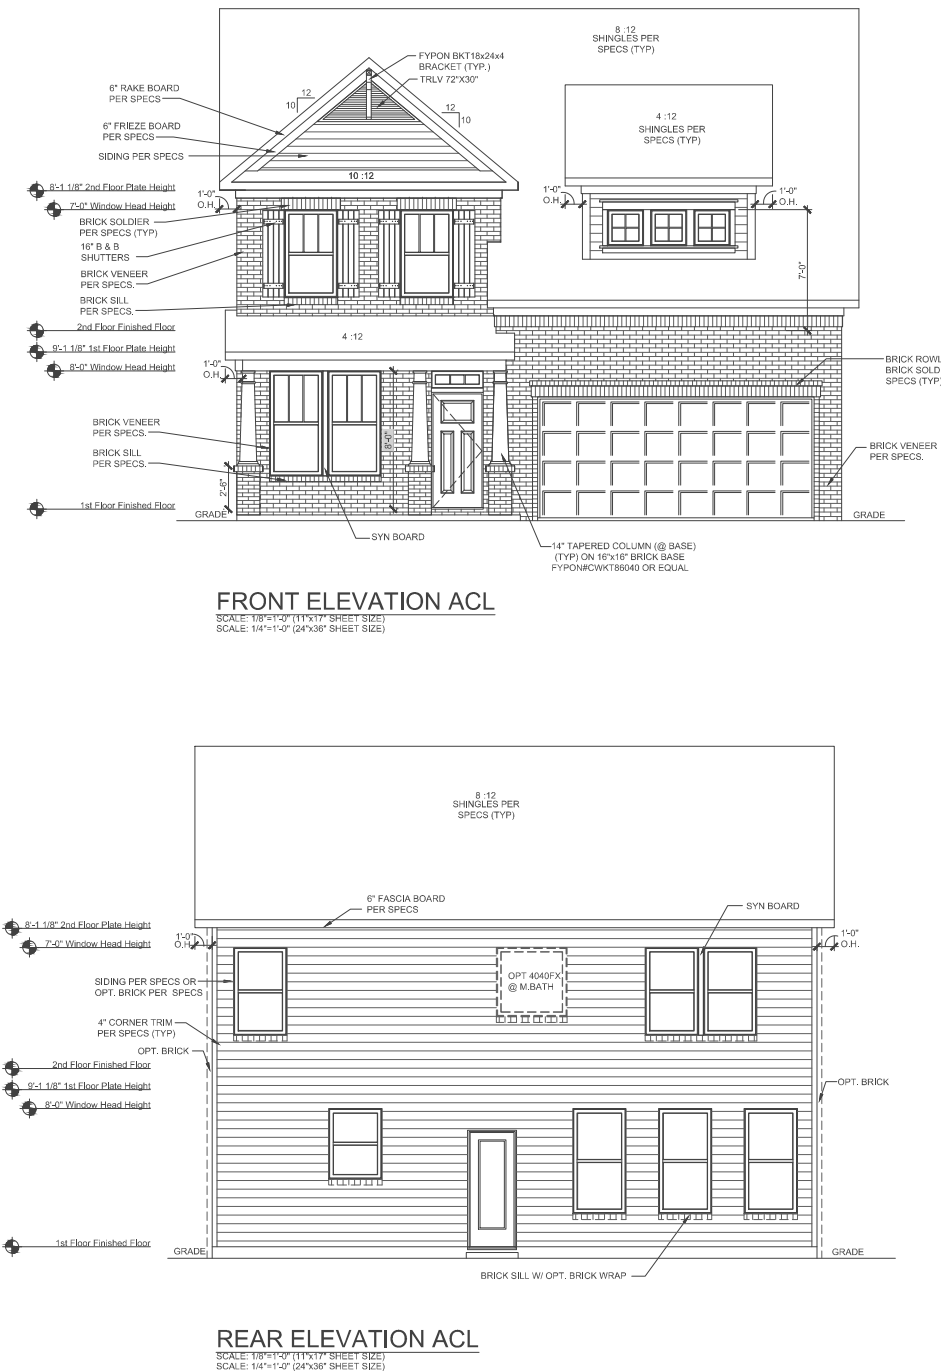 8 :12
SHINGLES PER
SPECS (TYP)
FYPON BKT18x24x4
BRACKET (TYP.)
TRLV 72"X30"
6" RAKE BOARD
PER SPECS
12
10
12
10
6" FRIEZE BOARD
PER SPECS
SIDING PER SPECS
4 :12
SHINGLES PER
SPECS (TYP)
10 :12
8'-1 1/8" 2nd Floor Plate Height
7'-0" Window Head Height
1'-0"
O.H.
1'-0"
O.H.
1'-0"
O.H.
BRICK SOLDIER
PER SPECS (TYP)
16" B & B
SHUTTERS
BRICK VENEER
PER SPECS.
BRICK SILL
PER SPECS.
7'-0"
2nd Floor Finished Floor
9'-1 1/8" 1st Floor Plate Height
8'-0" Window Head Height
4 :12
1'-0"
O.H.
BRICK ROWL
BRICK SOLD
SPECS (TYP)
BRICK VENEER
PER SPECS.
BRICK SILL
PER SPECS.
8'-0"
2'-6"
BRICK VENEER
PER SPECS.
1st Floor Finished Floor
GRADE
GRADE
SYN BOARD
14" TAPERED COLUMN (@ BASE)
(TYP) ON 16"x16" BRICK BASE
FYPON#CWKT86040 OR EQUAL
FRONT ELEVATION ACL
SCALE: 1/8"=1'-0" (11"x17" SHEET SIZE)
SCALE: 1/4"=1'-0" (24"x36" SHEET SIZE)
8 :12
SHINGLES PER
SPECS (TYP)
6" FASCIA BOARD
PER SPECS
SYN BOARD
8'-1 1/8" 2nd Floor Plate Height
7'-0" Window Head Height
1'-0"
O.H.
1'-0"
O.H.
SIDING PER SPECS OR
OPT. BRICK PER SPECS
OPT 4040FX
@ M.BATH
4" CORNER TRIM
PER SPECS (TYP)
OPT. BRICK
2nd Floor Finished Floor
9'-1 1/8" 1st Floor Plate Height
8'-0" Window Head Height
OPT. BRICK
1st Floor Finished Floor
GRADE
GRADE
BRICK SILL W/ OPT. BRICK WRAP
REAR ELEVATION ACL
SCALE: 1/8"=1'-0" (11"x17" SHEET SIZE)
SCALE: 1/4"=1'-0" (24"x36" SHEET SIZE)